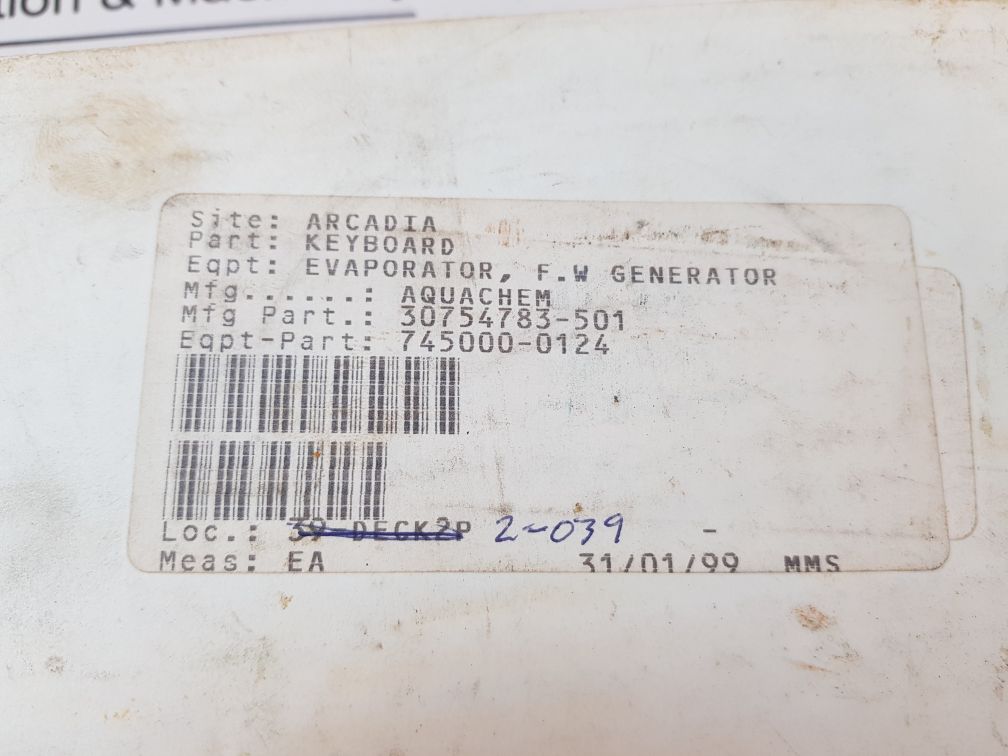 Site: ARCADIA
Part: KEYBOARD
Eqpt: EVAPORATOR, F.W GENERATOR
Mfg......: AQUACHEM
Mfg Part.: 30754783-501
Eqpt-Part: 745000-0124
Loc.: 39-DECK2P 2-039 -
Meas: EA 31/01/99 MMS